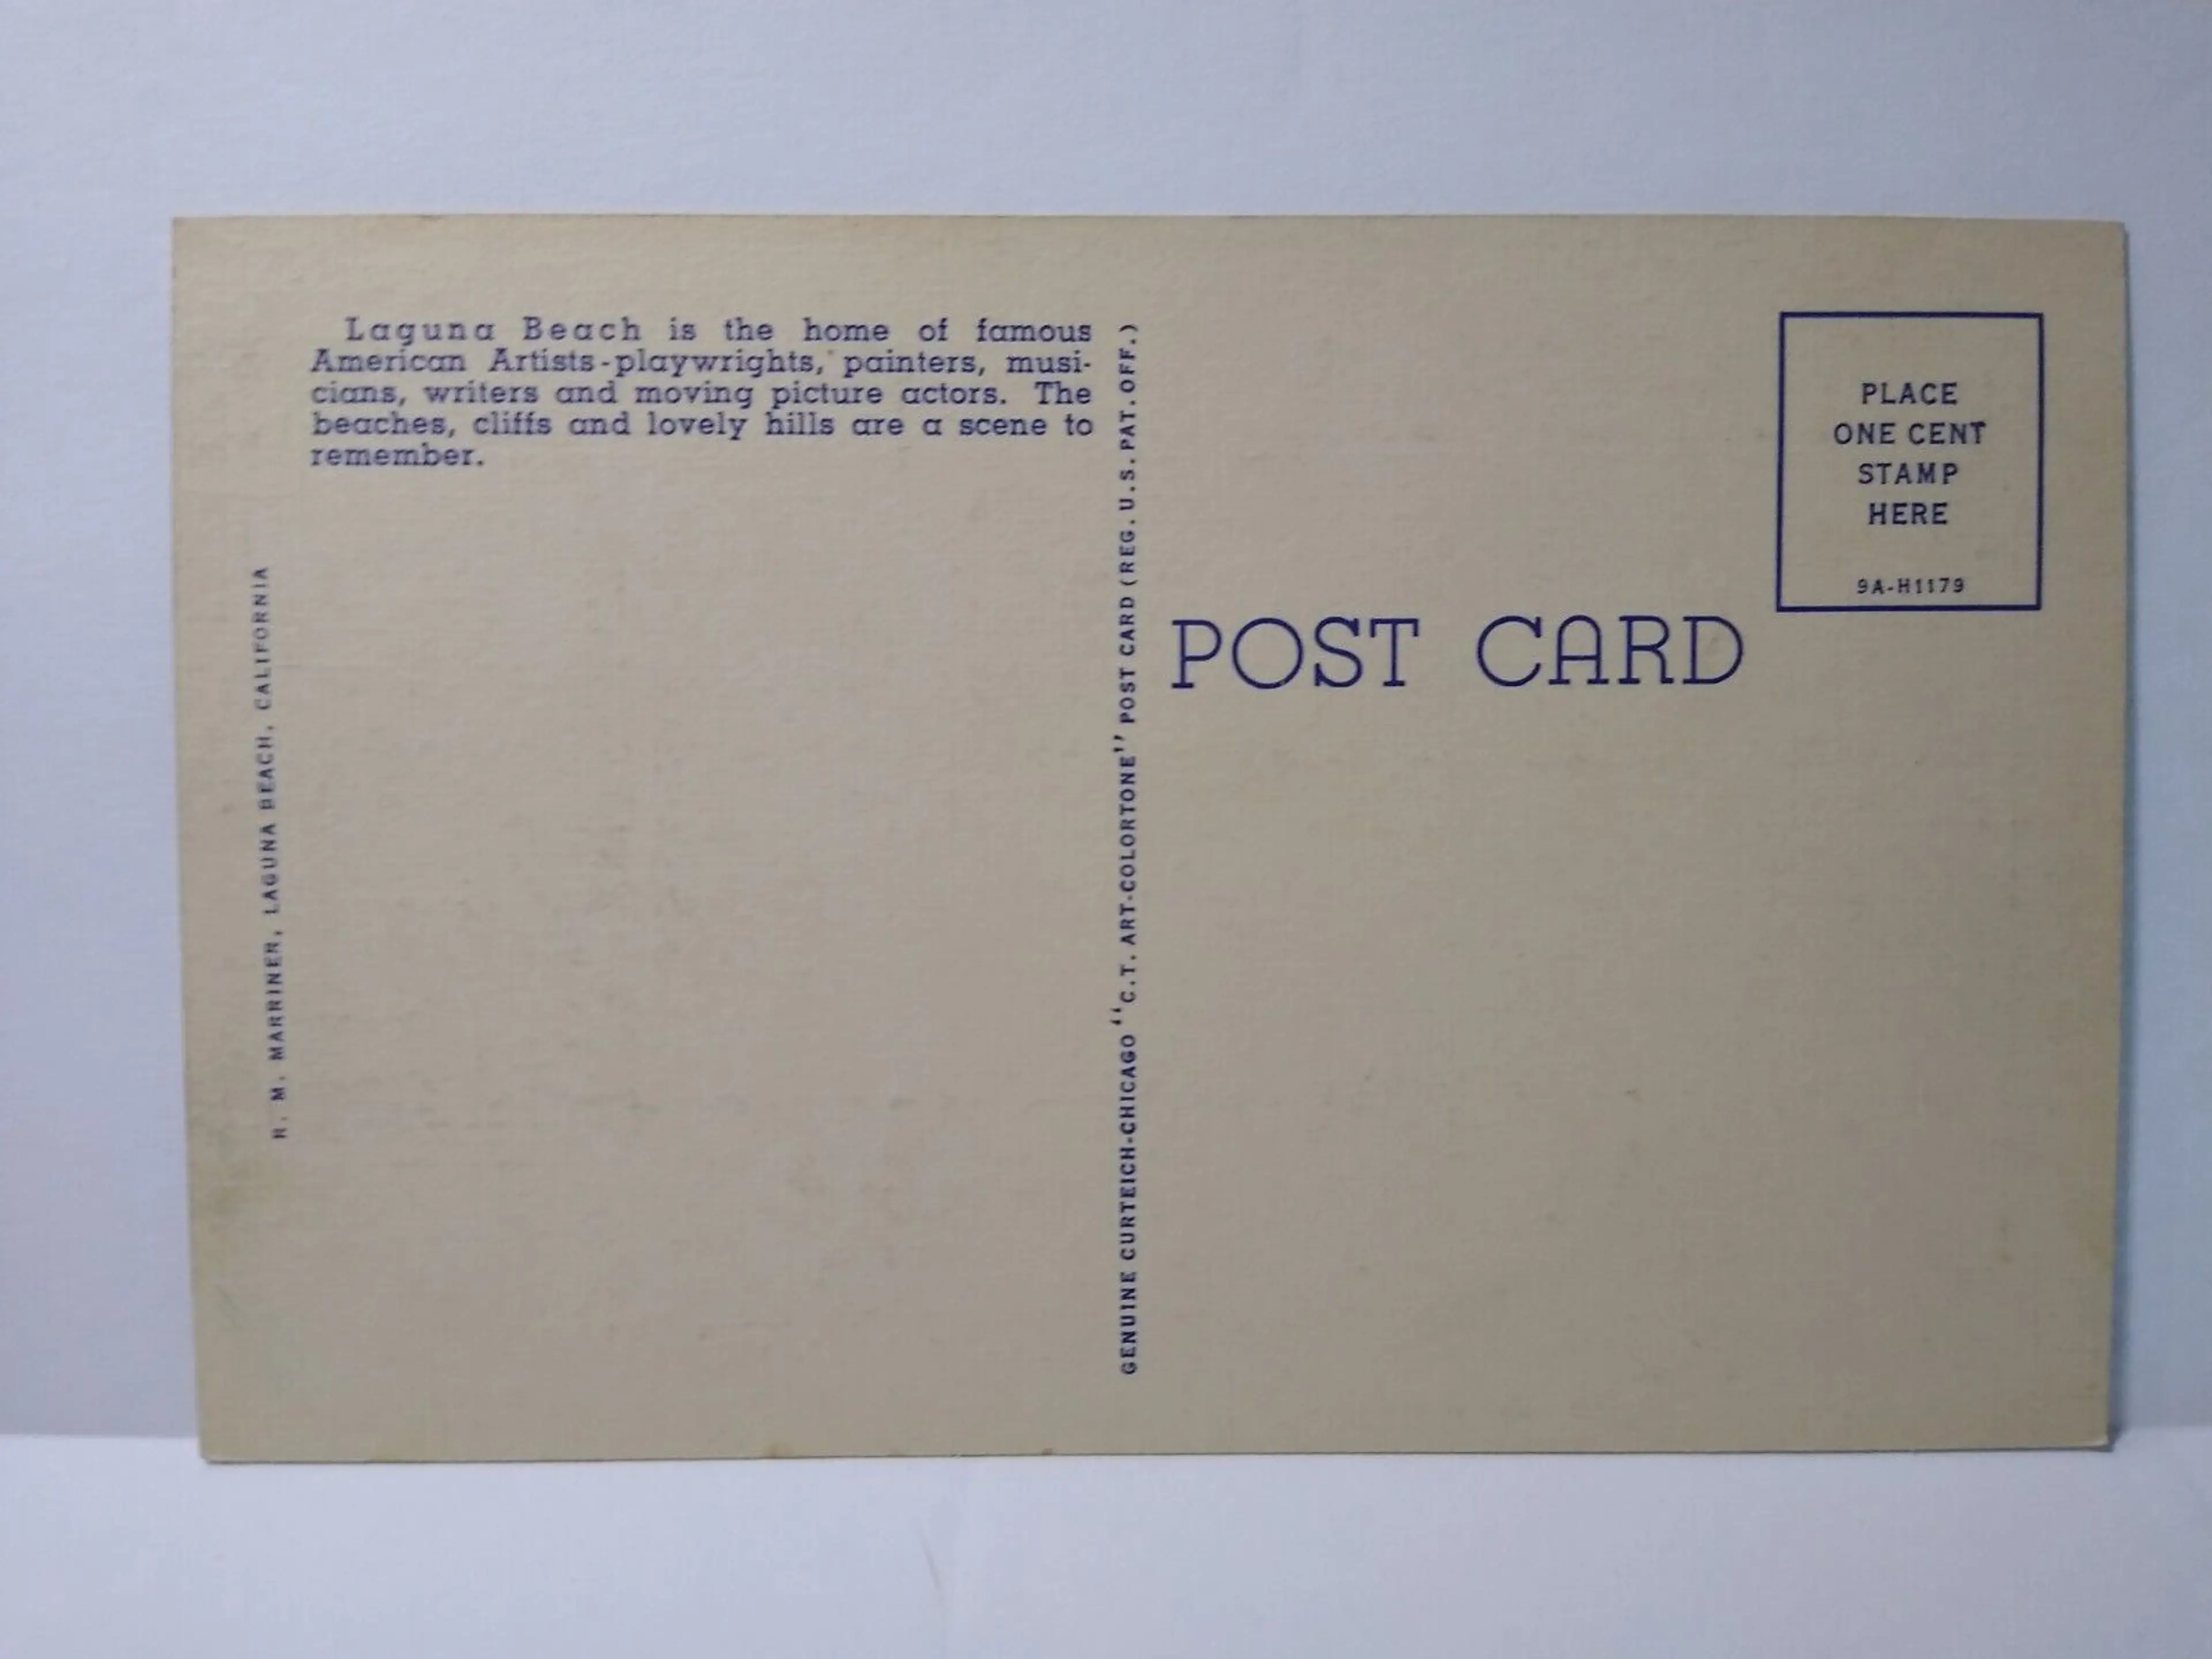 Laguna Beach is the home of famous
American Artists-playwrights, painters, musi-
cians, writers and moving picture actors. The
beaches, cliffs and lovely hills are a scene to
remember.
R. M. MARRINER, LAGUNA BEACH, CALIFORNIA
GENUINE CURTEICH-CHICAGO "C.T. ART-COLORTONE" POST CARD (REG. U.S. PAT. OFF.)
POST CARD
PLACE
ONE CENT
STAMP
HERE
9A-H1179